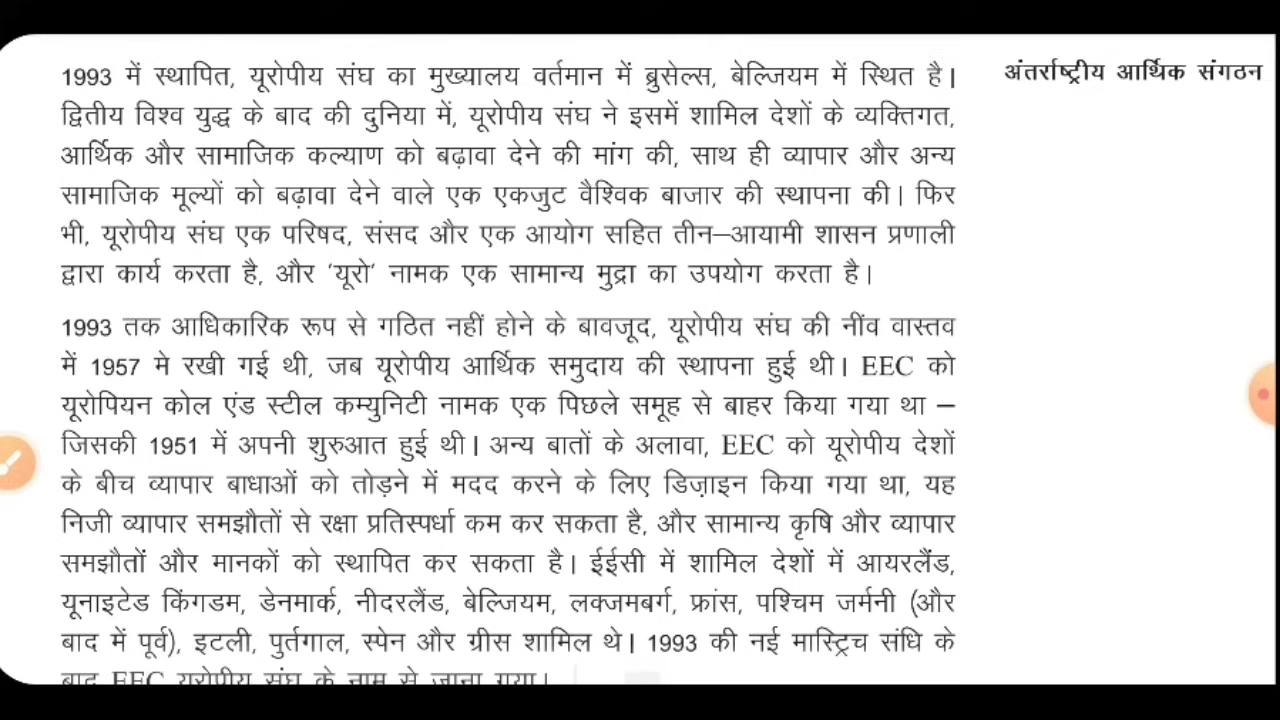 1993 में स्थापित, यूरोपीय संघ का मुख्यालय वर्तमान में ब्रुसेल्स, बेल्जियम में स्थित है।
द्वितीय विश्व युद्ध के बाद की दुनिया में, यूरोपीय संघ ने इसमें शामिल देशों के व्यक्तिगत,
आर्थिक और सामाजिक कल्याण को बढ़ावा देने की मांग की, साथ ही व्यापार और अन्य
सामाजिक मूल्यों को बढ़ावा देने वाले एक एकजुट वैश्विक बाजार की स्थापना की। फिर
भी, यूरोपीय संघ एक परिषद, संसद और एक आयोग सहित तीन–आयामी शासन प्रणाली
द्वारा कार्य करता है, और ‘यूरो’ नामक एक सामान्य मुद्रा का उपयोग करता है।
1993 तक आधिकारिक रूप से गठित नहीं होने के बावजूद, यूरोपीय संघ की नींव वास्तव
में 1957 मे रखी गई थी, जब यूरोपीय आर्थिक समुदाय की स्थापना हुई थी। EEC को
यूरोपियन कोल एंड स्टील कम्युनिटी नामक एक पिछले समूह से बाहर किया गया था –
जिसकी 1951 में अपनी शुरुआत हुई थी। अन्य बातों के अलावा, EEC को यूरोपीय देशों
के बीच व्यापार बाधाओं को तोड़ने में मदद करने के लिए डिज़ाइन किया गया था, यह
निजी व्यापार समझौतों से रक्षा प्रतिस्पर्धा कम कर सकता है, और सामान्य कृषि और व्यापार
समझौतों और मानकों को स्थापित कर सकता है। ईईसी में शामिल देशों में आयरलैंड,
यूनाइटेड किंगडम, डेनमार्क, नीदरलैंड, बेल्जियम, लक्जमबर्ग, फ्रांस, पश्चिम जर्मनी (और
बाद में पूर्व), इटली, पुर्तगाल, स्पेन और ग्रीस शामिल थे। 1993 की नई मास्ट्रिच संधि के
बाद EEC यूरोपीय संघ के नाम से जाना गया।
अंतर्राष्ट्रीय आर्थिक संगठन